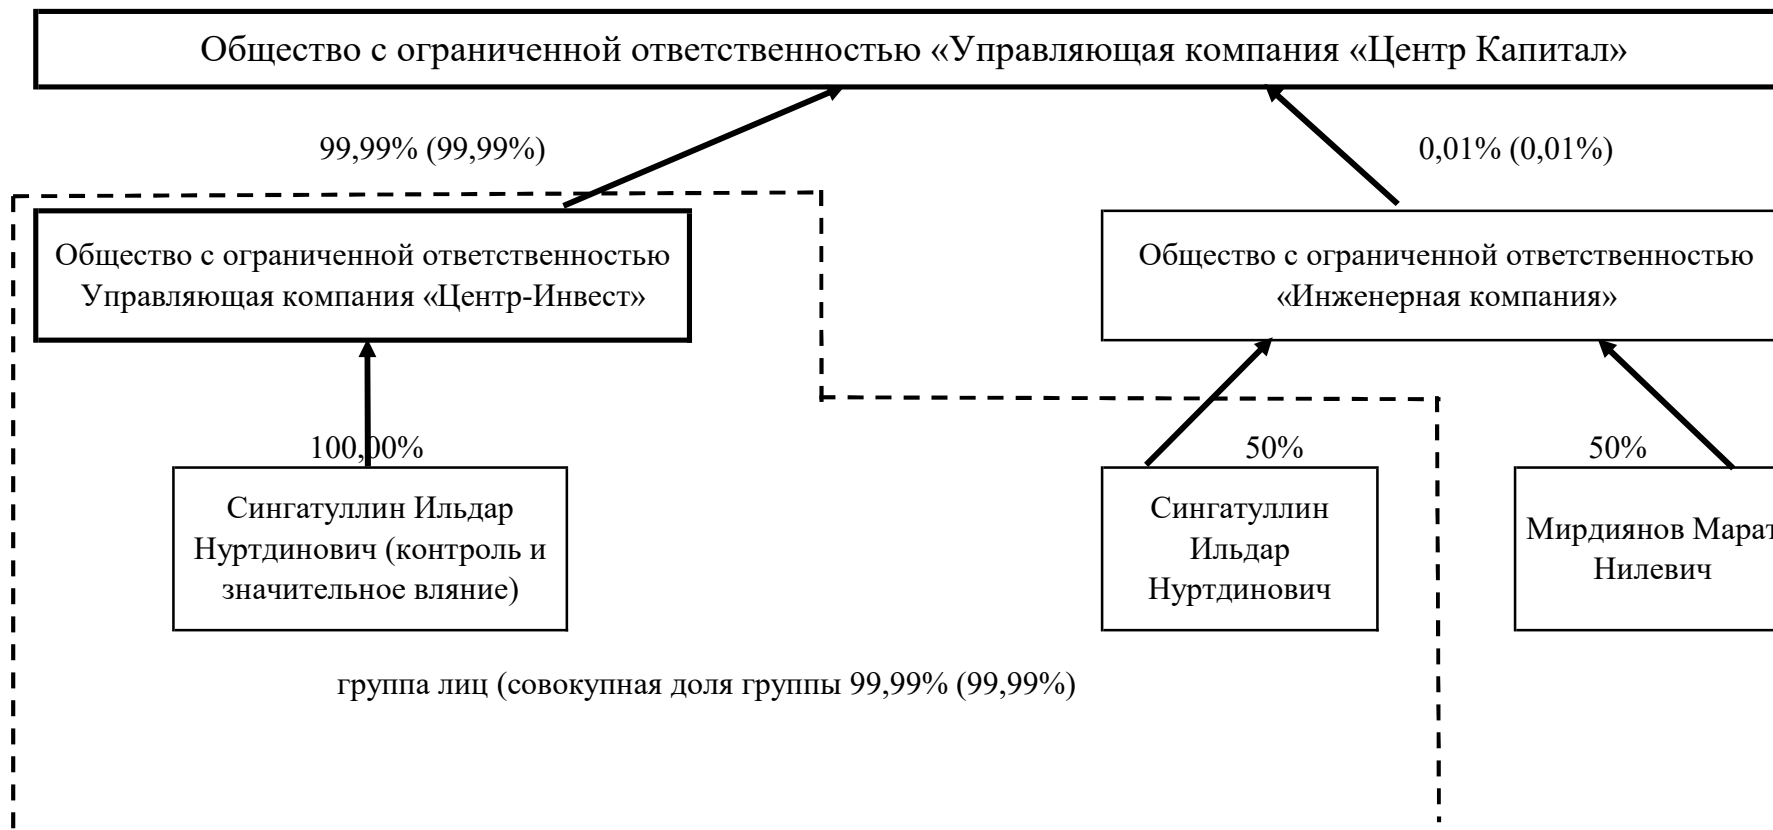 Общество с ограниченной ответственностью «Управляющая компания «Центр Капитал»
99,99% (99,99%)
0,01% (0,01%)
Общество с ограниченной ответственностью
Управляющая компания «Центр-Инвест»
Общество с ограниченной ответственностью
«Инженерная компания»
100,00%
50%
50%
Сингатуллин Ильдар
Нуртдинович (контроль и
значительное вляние)
Сингатуллин
Ильдар
Нуртдинович
Мирдиянов Марат
Нилевич
группа лиц (совокупная доля группы 99,99% (99,99%)